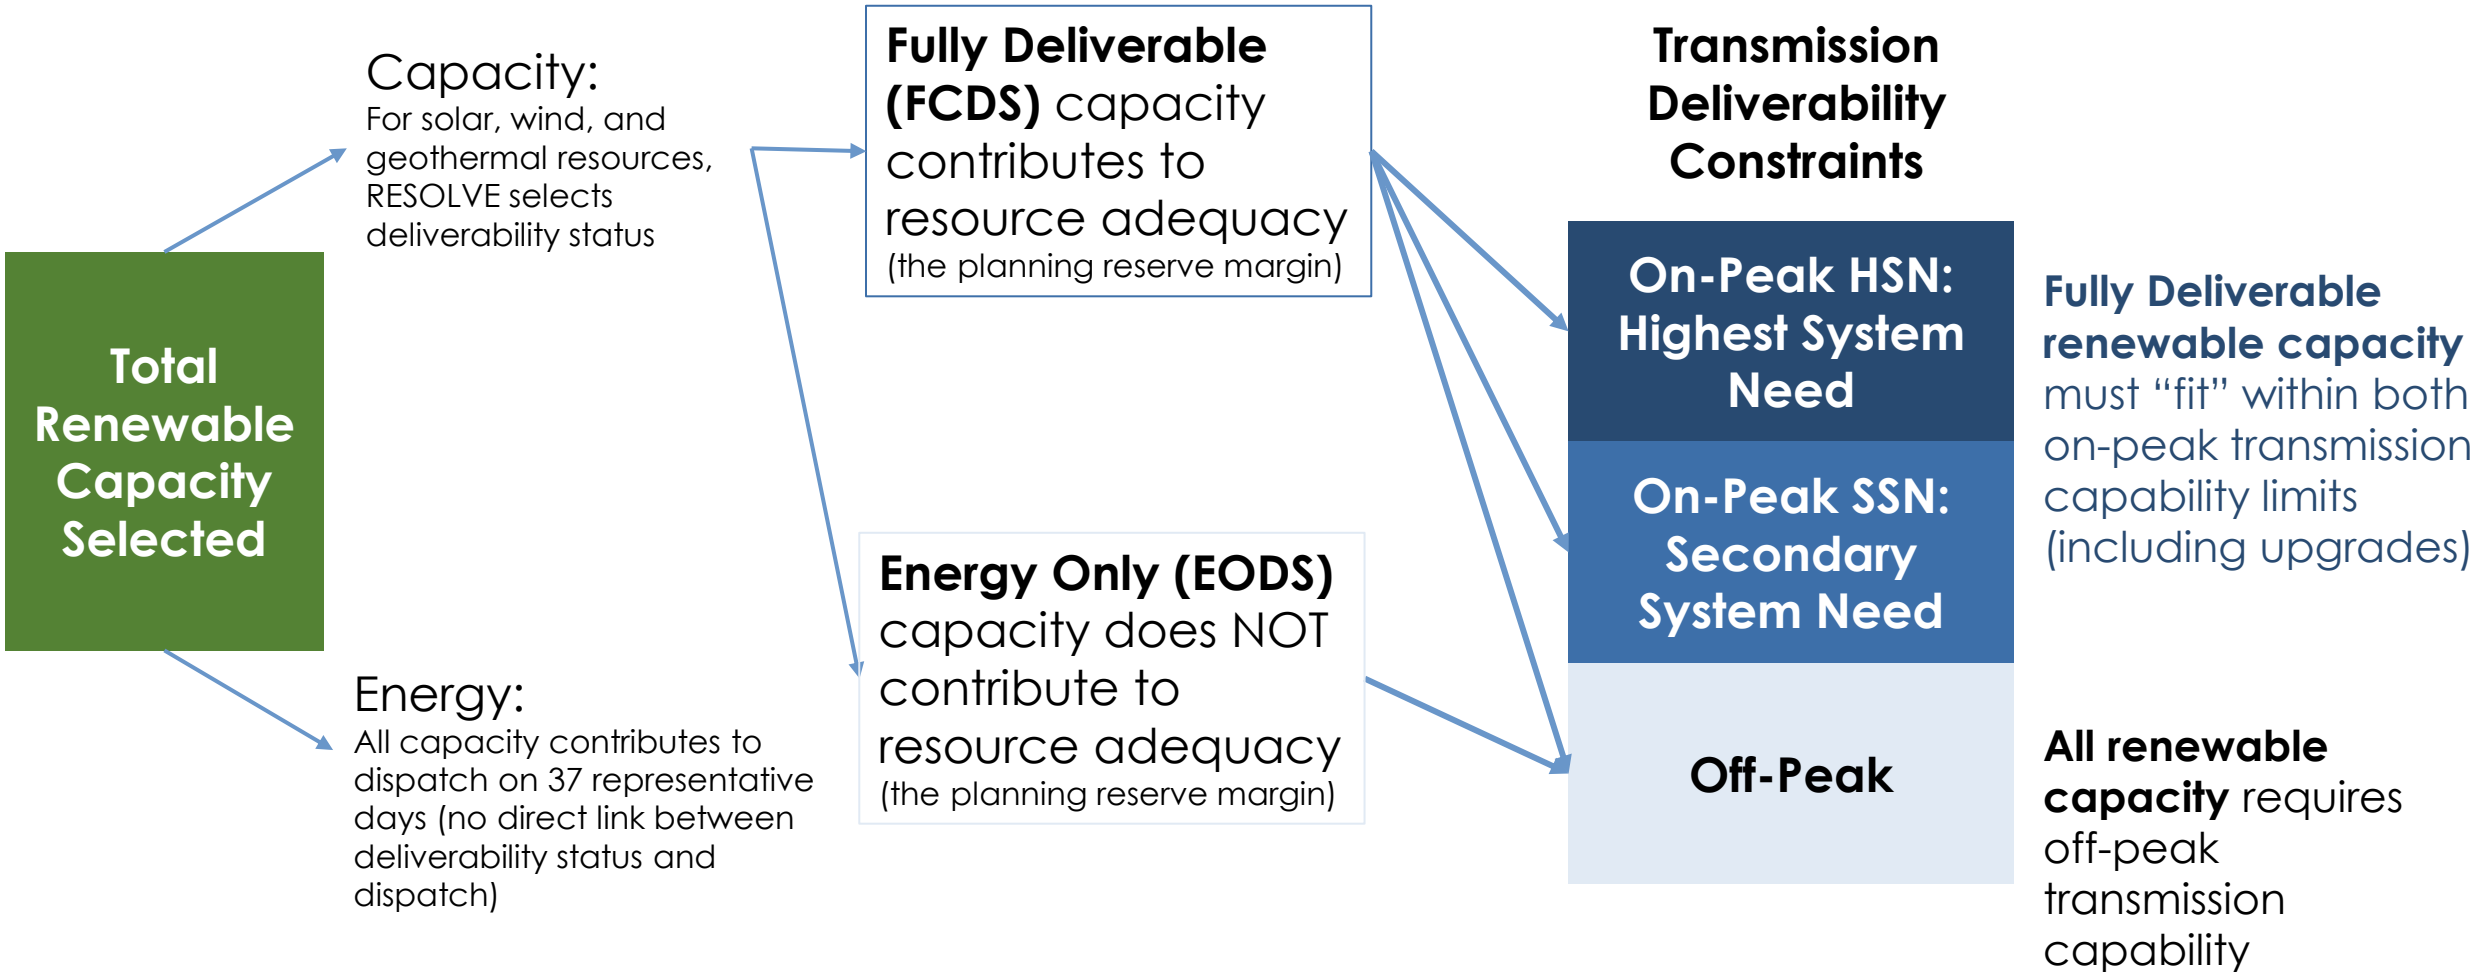 Total
Renewable
Capacity
Selected
Capacity:
For solar, wind, and
geothermal resources,
RESOLVE selects
deliverability status
Energy:
All capacity contributes to
dispatch on 37 representative
days (no direct link between
deliverability status and
dispatch)
Fully Deliverable
(FCDS) capacity
contributes to
resource adequacy
(the planning reserve margin)
Energy Only (EODS)
capacity does NOT
contribute to
resource adequacy
(the planning reserve margin)
Transmission
Deliverability
Constraints
On-Peak HSN:
Highest System
Need
On-Peak SSN:
Secondary
System Need
Off-Peak
Fully Deliverable
renewable capacity
must “fit” within both
on-peak transmission
capability limits
(including upgrades)
All renewable
capacity requires
off-peak
transmission
capability